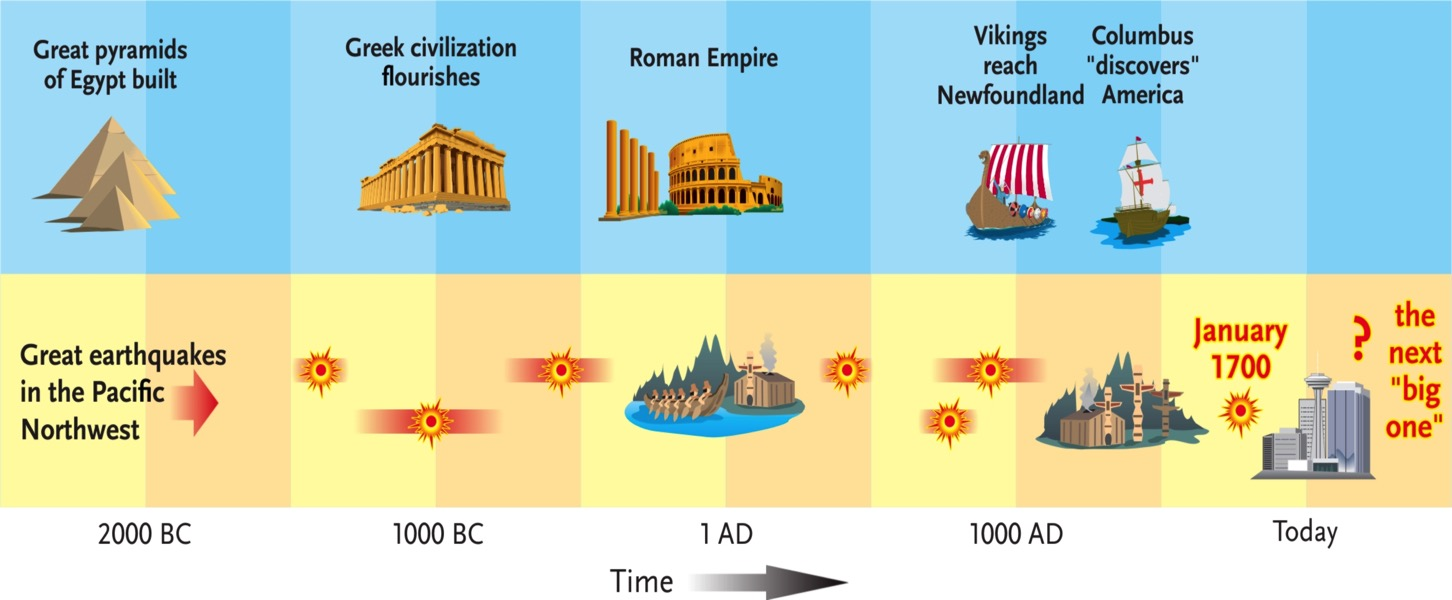 Great pyramids
of Egypt built
Greek civilization
flourishes
Roman Empire
Vikings
reach
Newfoundland
Columbus
"discovers"
America
Great earthquakes
in the Pacific
Northwest
January
1700
?
the
next
"big
one"
2000 BC
1000 BC
1 AD
1000 AD
Today
Time